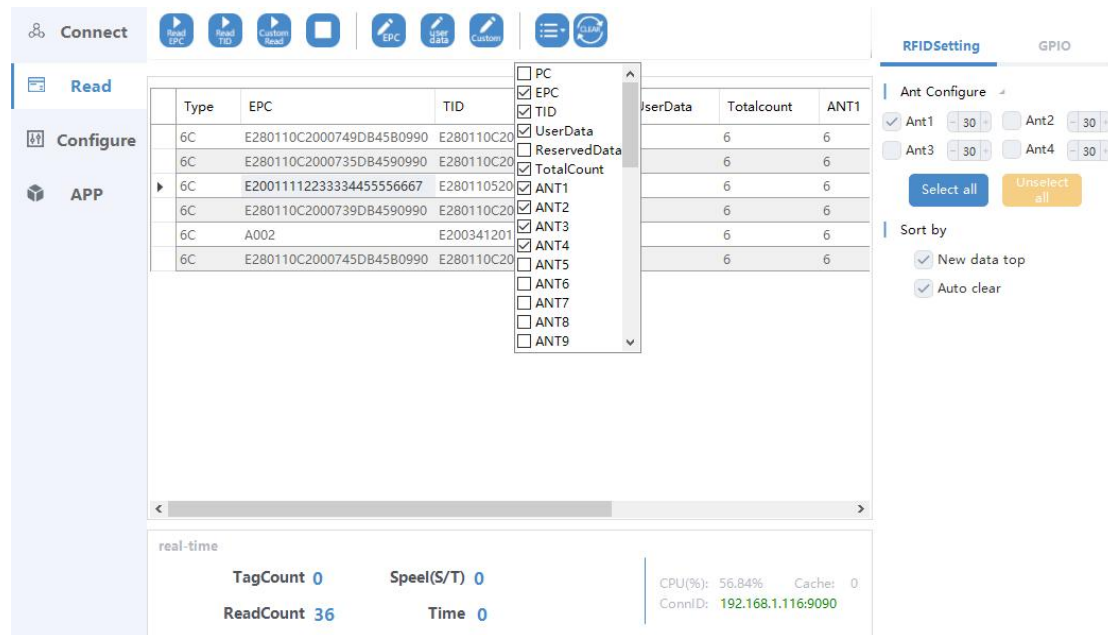 Connect
Read
Configure
APP
Read EPC
Read TID
Custom Read
EPC
user data
Custom
CLEAR
PC
EPC
TID
UserData
ReservedData
TotalCount
ANT1
ANT2
ANT3
ANT4
ANT5
ANT6
ANT7
ANT8
ANT9
Type EPC TID UserData Totalcount ANT1
6C E280110C2000749DB45B0990 E280110C20 6 6
6C E280110C2000735DB4590990 E280110C20 6 6
6C E20011112233334455556667 E280110520 6 6
6C E280110C2000739DB4590990 E280110C20 6 6
6C A002 E200341201 6 6
6C E280110C2000745DB45B0990 E280110C20 6 6
real-time
TagCount 0 Speel(S/T) 0
ReadCount 36 Time 0
CPU(%): 56.84% Cache: 0
ConnID: 192.168.1.116:9090
RFIDSetting GPIO
Ant Configure
Ant1 - 30 + Ant2 - 30 +
Ant3 - 30 + Ant4 - 30 +
Select all
Unselect all
Sort by
New data top
Auto clear